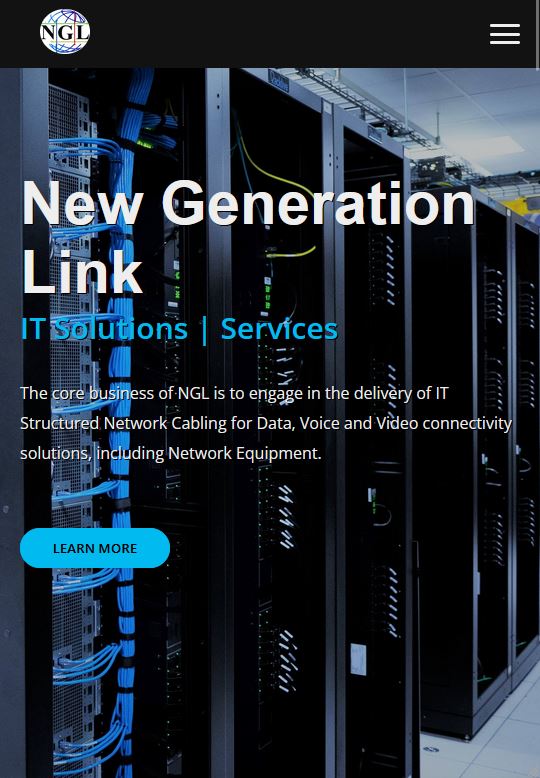 NGL
New Generation
Link
IT Solutions | Services
The core business of NGL is to engage in the delivery of IT
Structured Network Cabling for Data, Voice and Video connectivity
solutions, including Network Equipment.
LEARN MORE